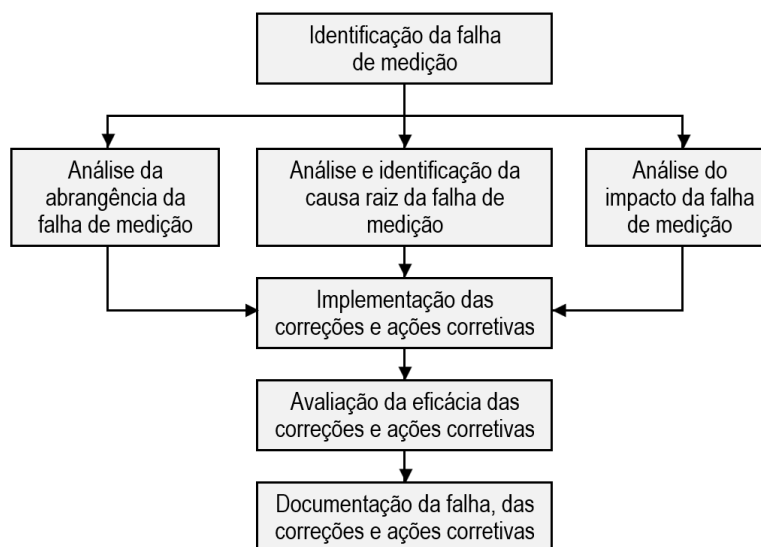 Identificação da falha
de medição
Análise da
abrangência da
falha de medição
Análise e identificação da
causa raiz da falha de
medição
Análise do
impacto da falha
de medição
Implementação das
correções e ações corretivas
Avaliação da eficácia das
correções e ações corretivas
Documentação da falha, das
correções e ações corretivas